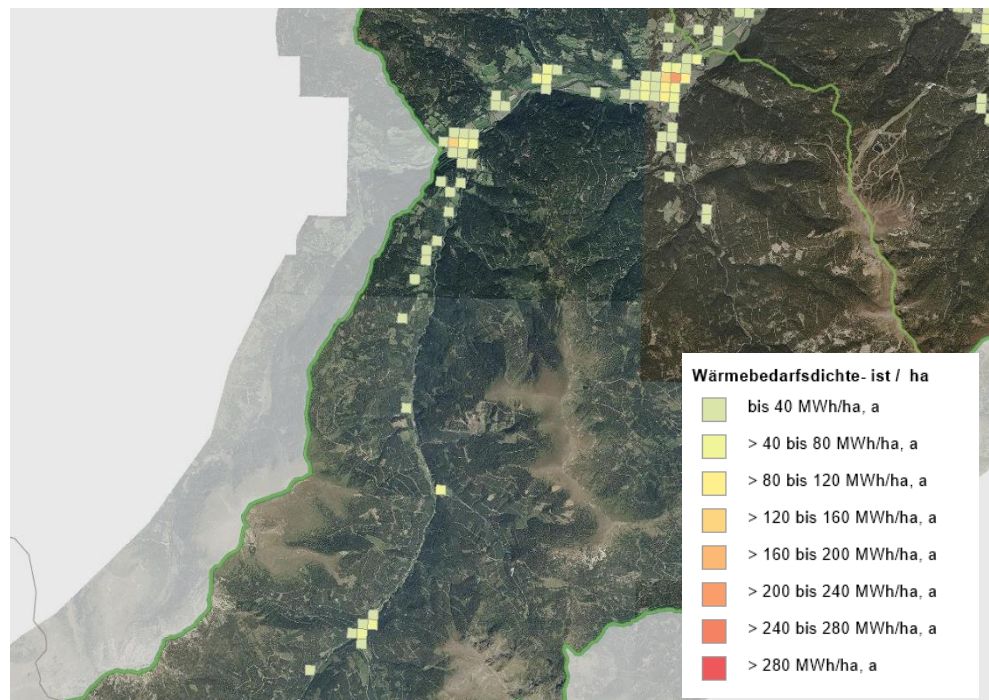 Wärmebedarfsdichte- ist / ha
bis 40 MWh/ha, a
> 40 bis 80 MWh/ha, a
> 80 bis 120 MWh/ha, a
> 120 bis 160 MWh/ha, a
> 160 bis 200 MWh/ha, a
> 200 bis 240 MWh/ha, a
> 240 bis 280 MWh/ha, a
> 280 MWh/ha, a